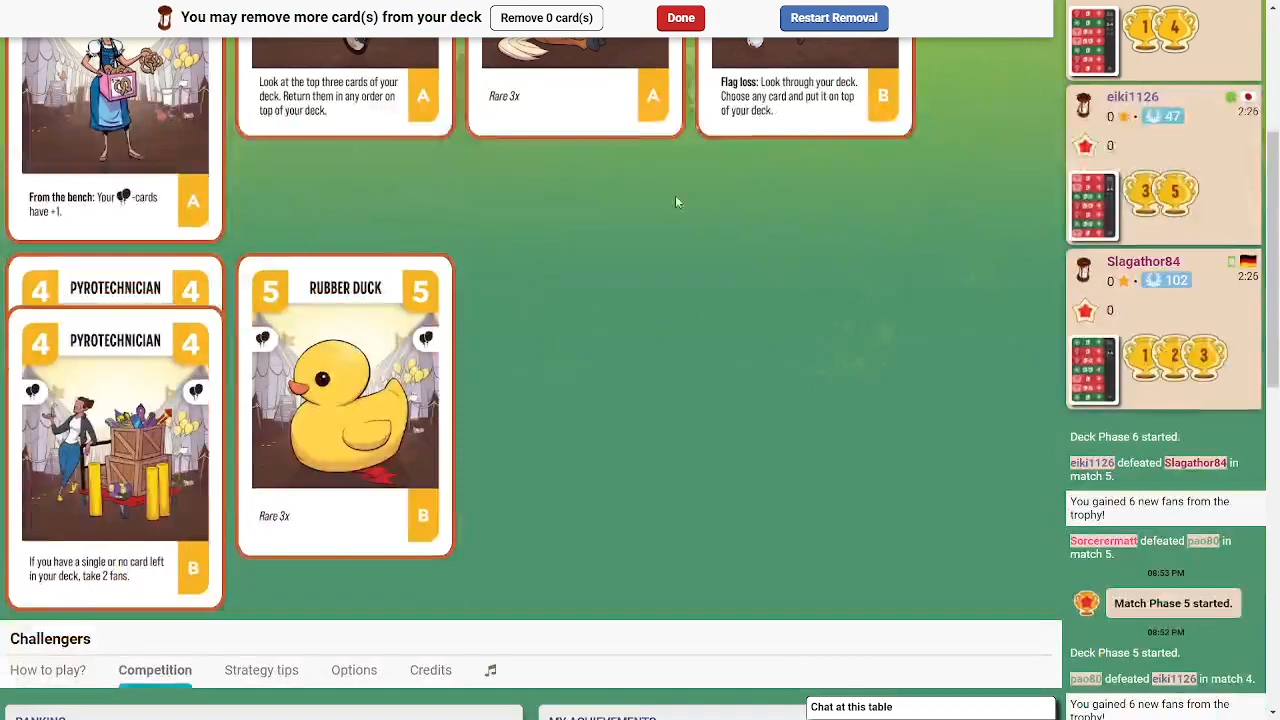 You may remove more card(s) from your deck
Remove 0 card(s)
Done
Restart Removal
From the bench: Your -cards
have +1.
A
Look at the top three cards of your
deck. Return them in any order on
top of your deck.
A
Rare 3x
A
Flag loss: Look through your deck.
Choose any card and put it on top
of your deck.
B
4 PYROTECHNICIAN 4
4 PYROTECHNICIAN 4
If you have a single or no card left
in your deck, take 2 fans.
B
5 RUBBER DUCK 5
Rare 3x
B
1 4
eiki1126
0 • 47
2:26
0
3 5
Slagathor84
0 • 102
2:25
0
1 2 3
Deck Phase 6 started.
eiki1126 defeated Slagathor84 in
match 5.
You gained 6 new fans from the
trophy!
Sorcerermatt defeated pao80 in
match 5.
08:53 PM
Match Phase 5 started.
08:52 PM
Deck Phase 5 started.
pao80 defeated eiki1126 in match 4.
You gained 6 new fans from the
trophy!
Challengers
How to play?
Competition
Strategy tips
Options
Credits
RANKING
MY ACHIEVEMENTS
Chat at this table